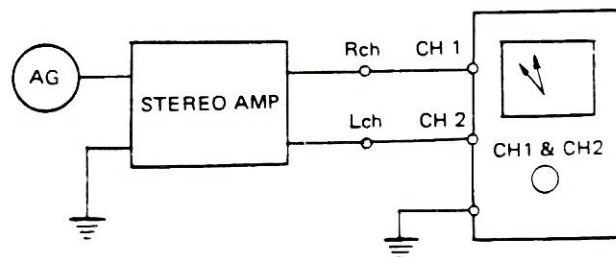 Rch CH 1
AG
STEREO AMP
Lch CH 2
CH1 & CH2